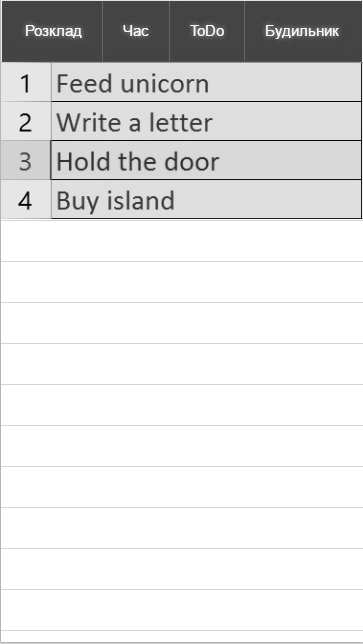 Розклад Час ToDo Будильник
1 Feed unicorn
2 Write a letter
3 Hold the door
4 Buy island